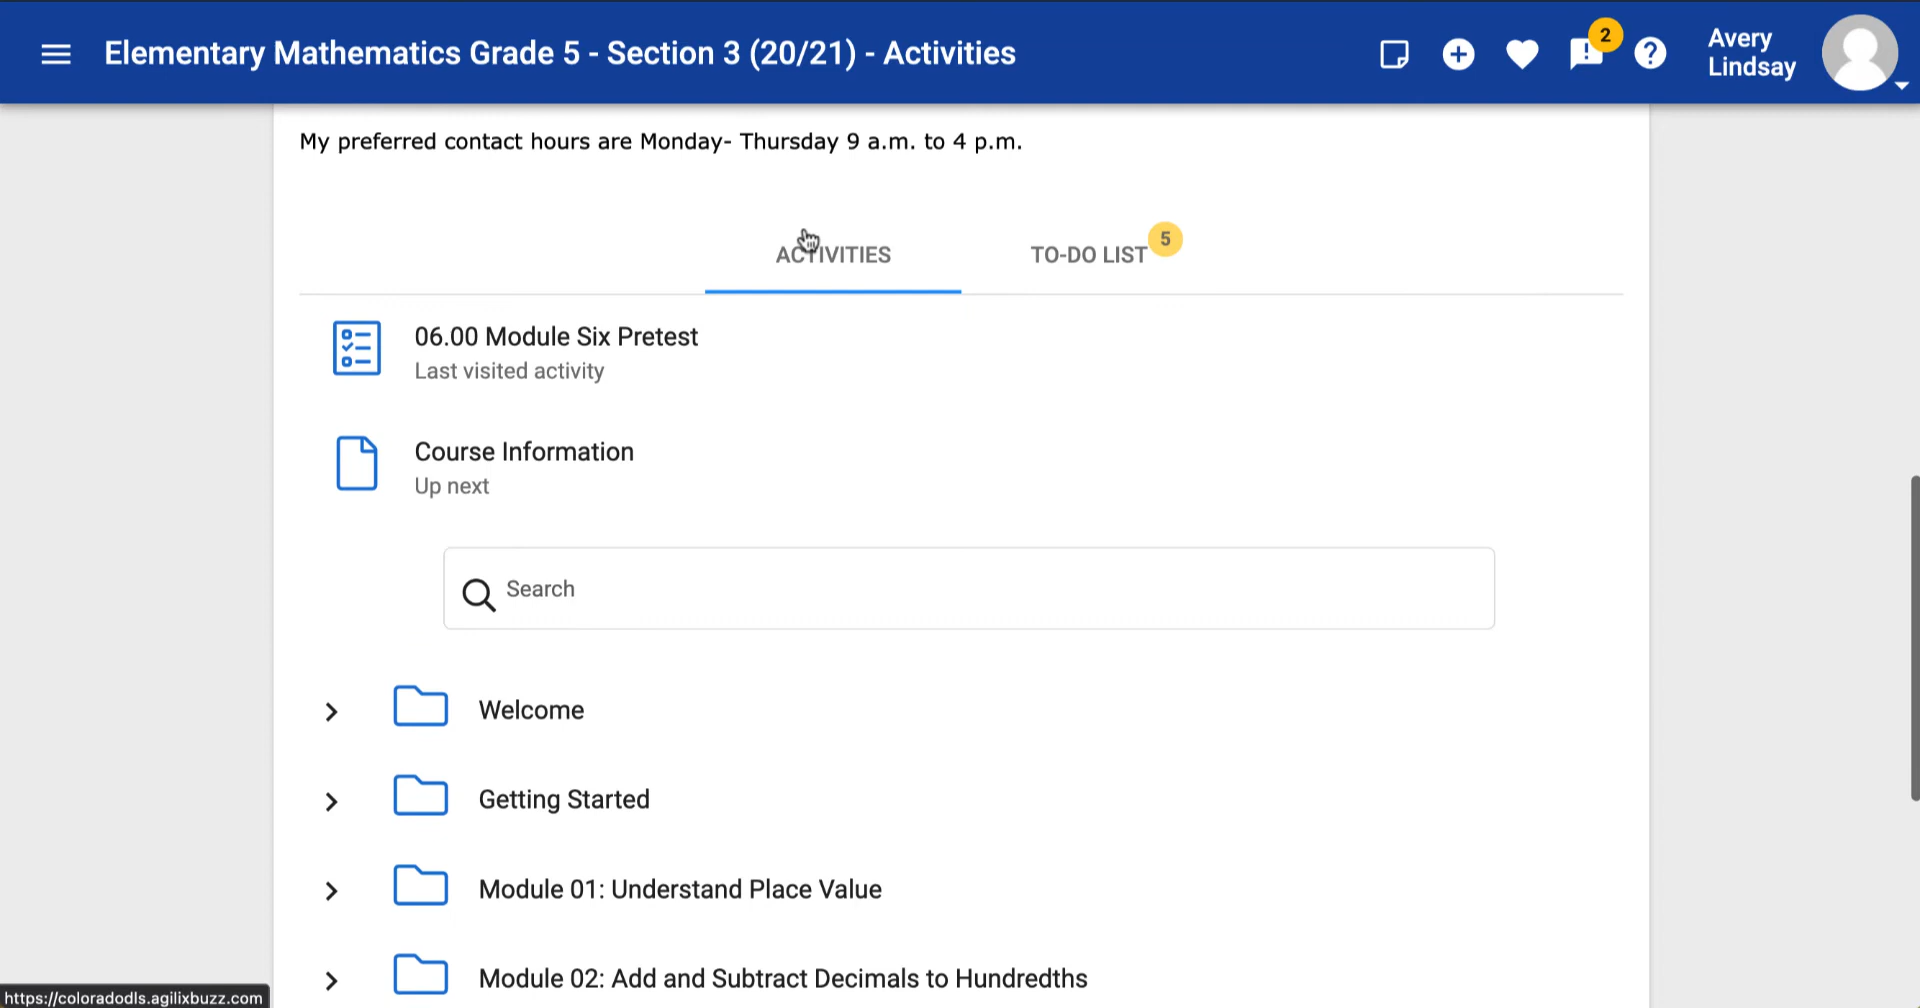 Elementary Mathematics Grade 5 - Section 3 (20/21) - Activities
2
Avery
Lindsay
My preferred contact hours are Monday- Thursday 9 a.m. to 4 p.m.
ACTIVITIES
TO-DO LIST
5
06.00 Module Six Pretest
Last visited activity
Course Information
Up next
Search
Welcome
Getting Started
Module 01: Understand Place Value
Module 02: Add and Subtract Decimals to Hundredths
https://coloradodls.agilixbuzz.com